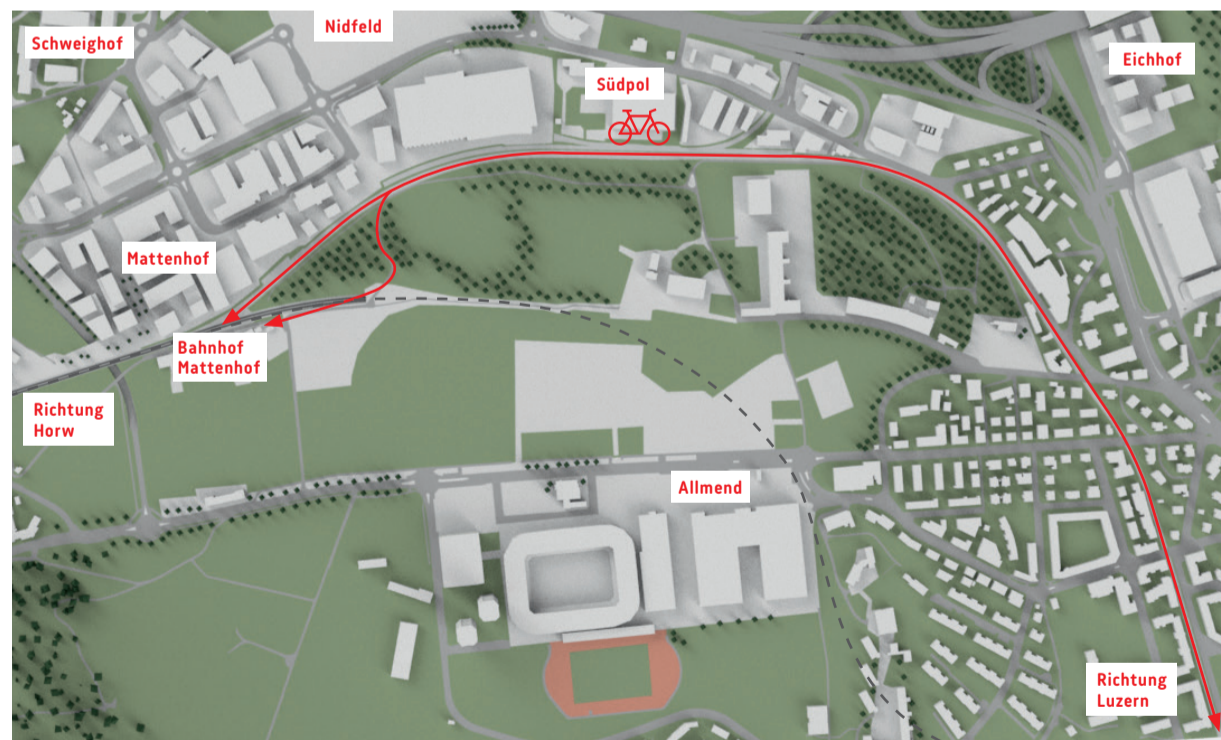 Nidfeld
Schweighof
Eichhof
Südpol
Mattenhof
Bahnhof
Mattenhof
Richtung
Horw
Allmend
Richtung
Luzern